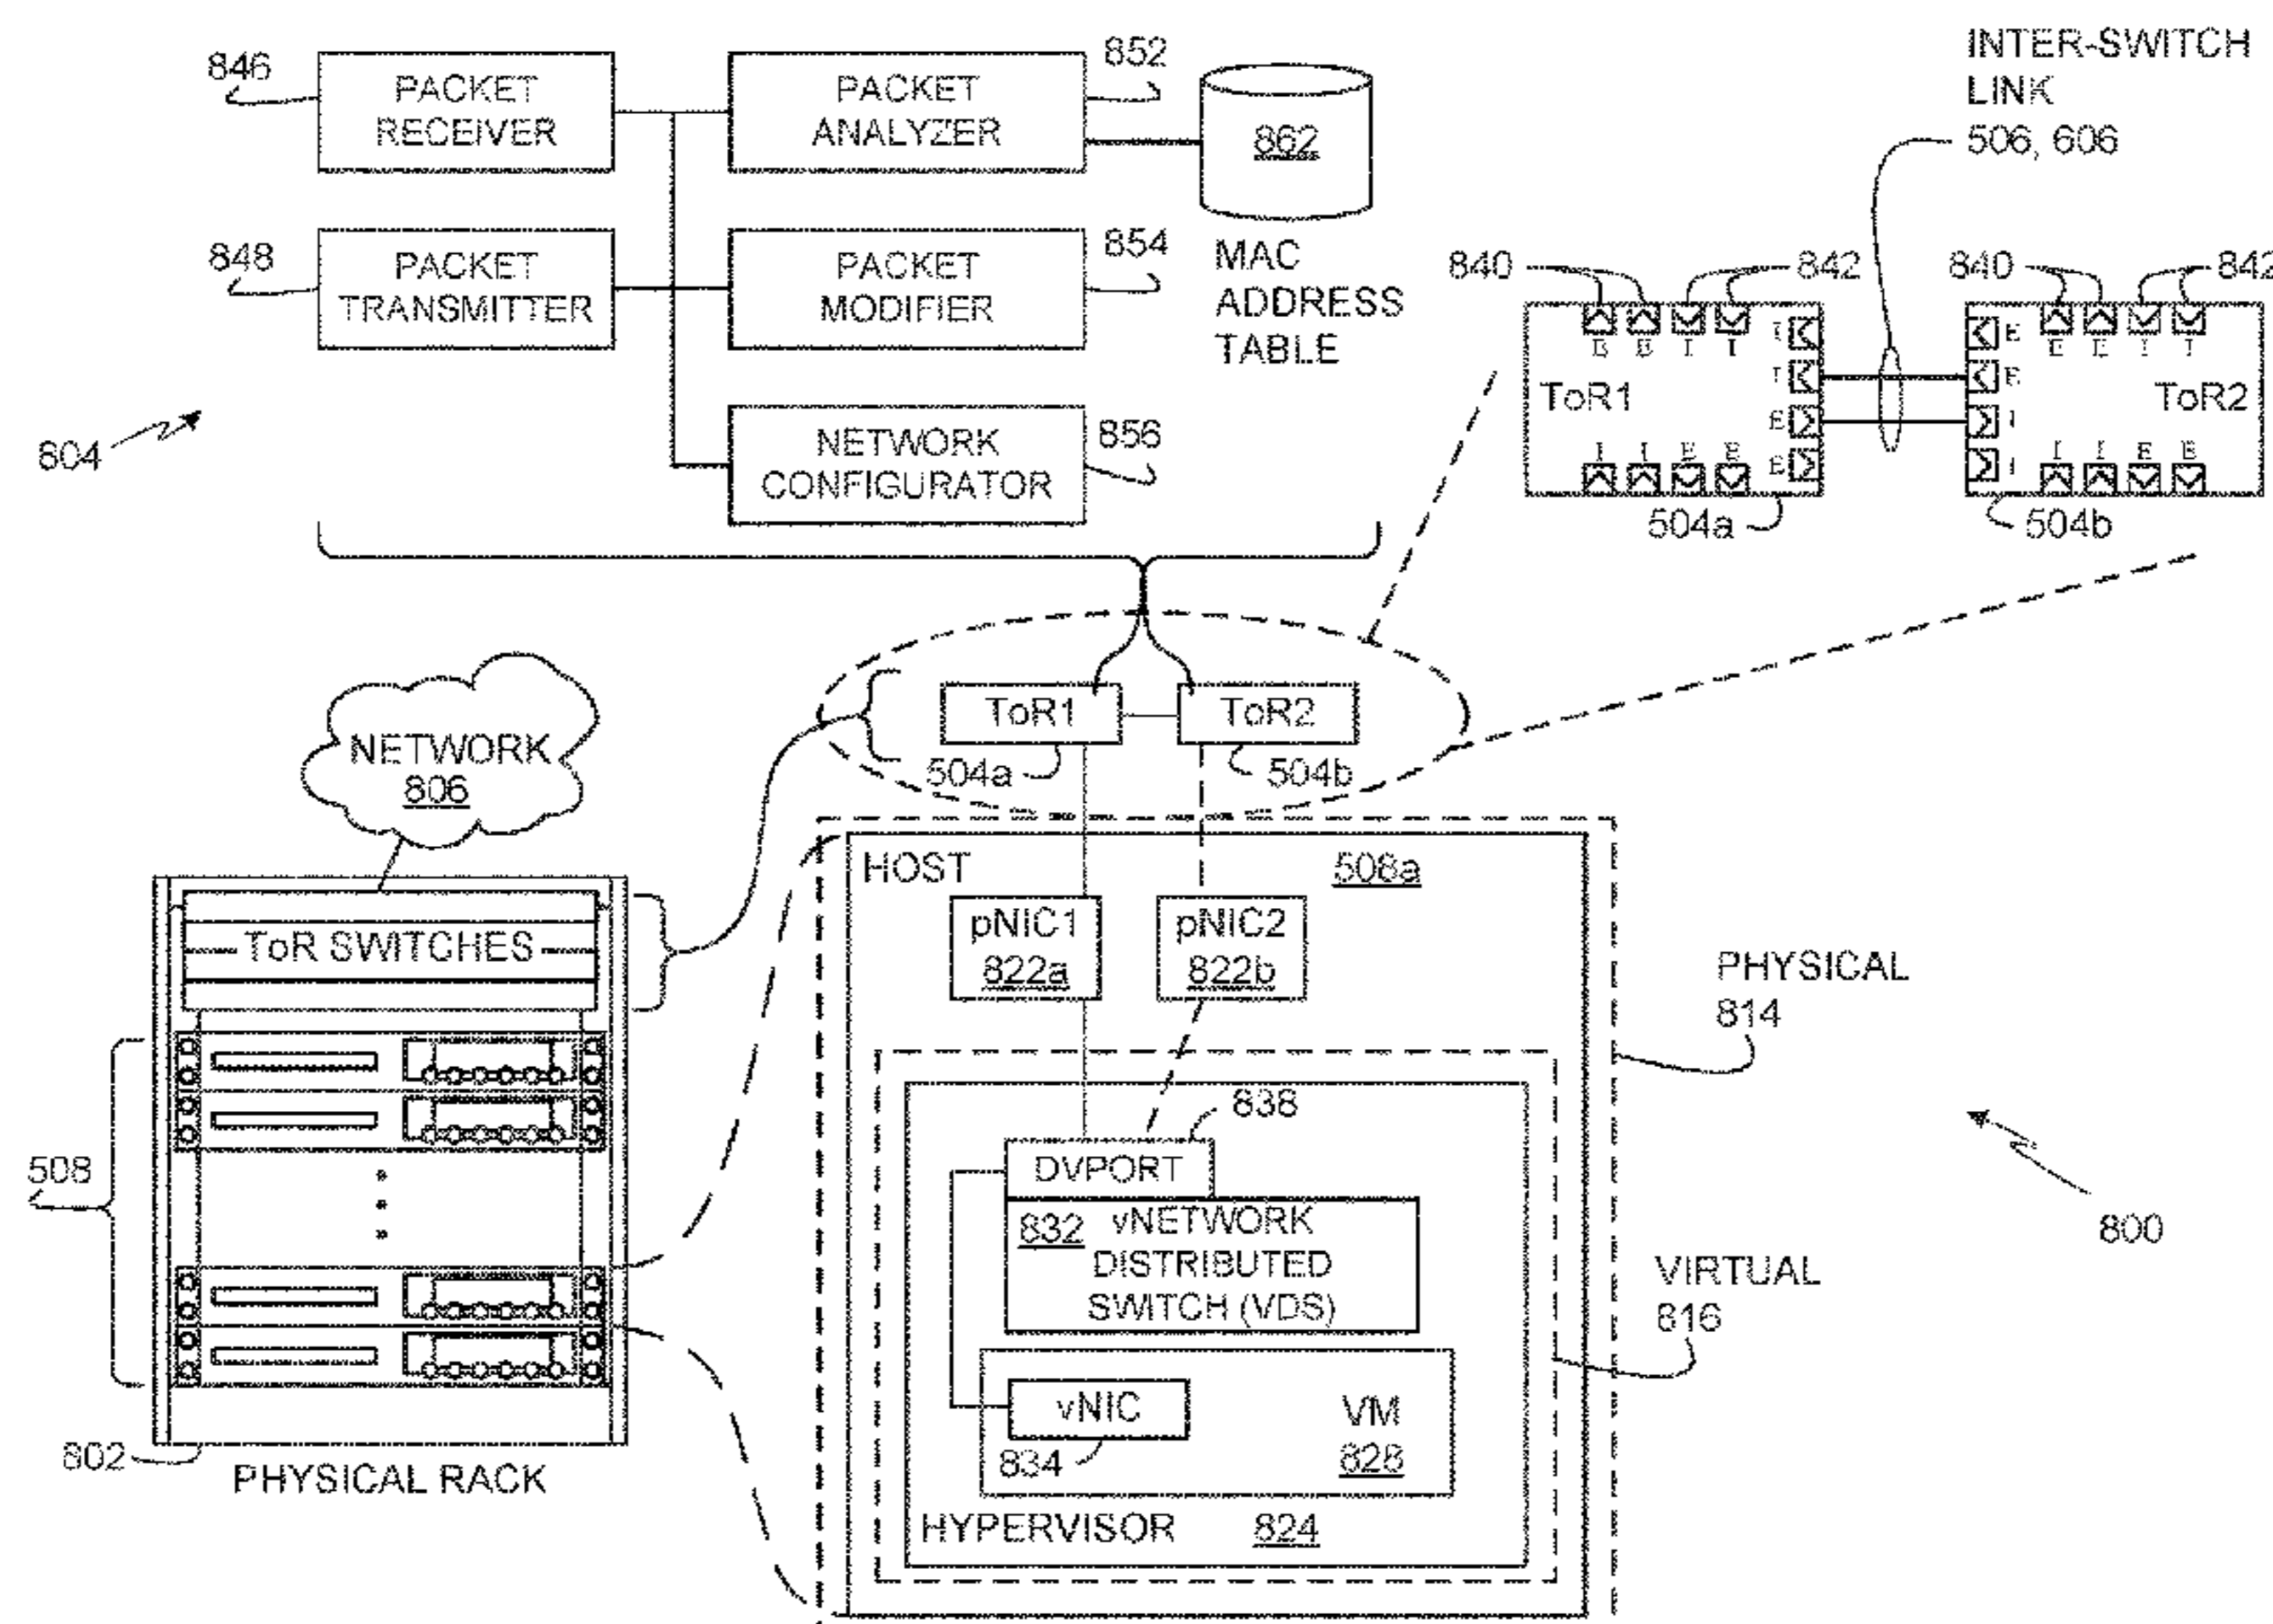 846
PACKET
RECEIVER
852
PACKET
ANALYZER
862
MAC
ADDRESS
TABLE
848
PACKET
TRANSMITTER
854
PACKET
MODIFIER
856
NETWORK
CONFIGURATOR
804
INTER-SWITCH
LINK
506, 606
840
842
840
842
E E I I
I
I
E
E
ToR1
I I E E
504a
E
E
I
I
E E I I
ToR2
I I E E
504b
ToR1
ToR2
504a
504b
NETWORK
806
ToR SWITCHES
508
802
PHYSICAL RACK
HOST
508a
pNIC1
822a
pNIC2
822b
PHYSICAL
814
838
DVPORT
832
vNETWORK
DISTRIBUTED
SWITCH (VDS)
VIRTUAL
816
vNIC
834
VM
828
HYPERVISOR 824
800